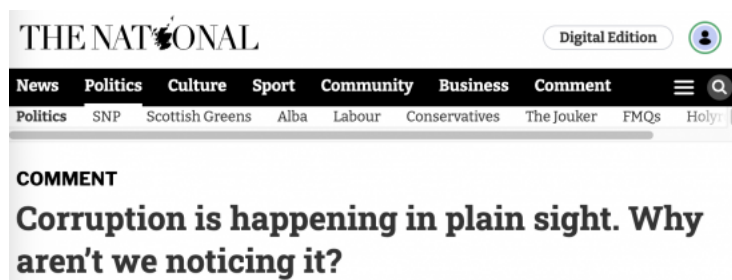 THE NATIONAL
Digital Edition
News Politics Culture Sport Community Business Comment
Politics SNP Scottish Greens Alba Labour Conservatives The Jouker FMQs
COMMENT
Corruption is happening in plain sight. Why
aren’t we noticing it?